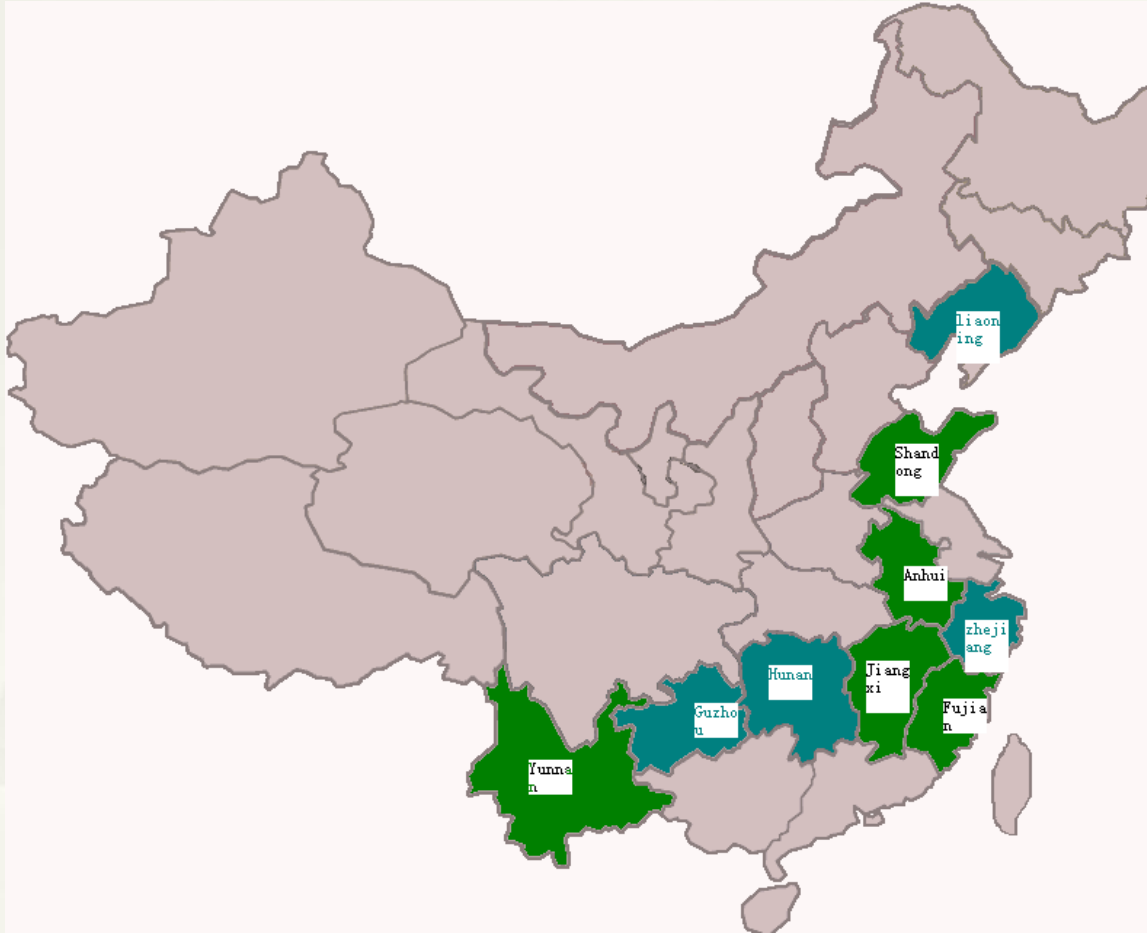 liaon
ing
Shand
ong
Anhui
zheji
ang
Hunan
Jiang
xi
Guzho
u
Fujia
n
Yunna
n